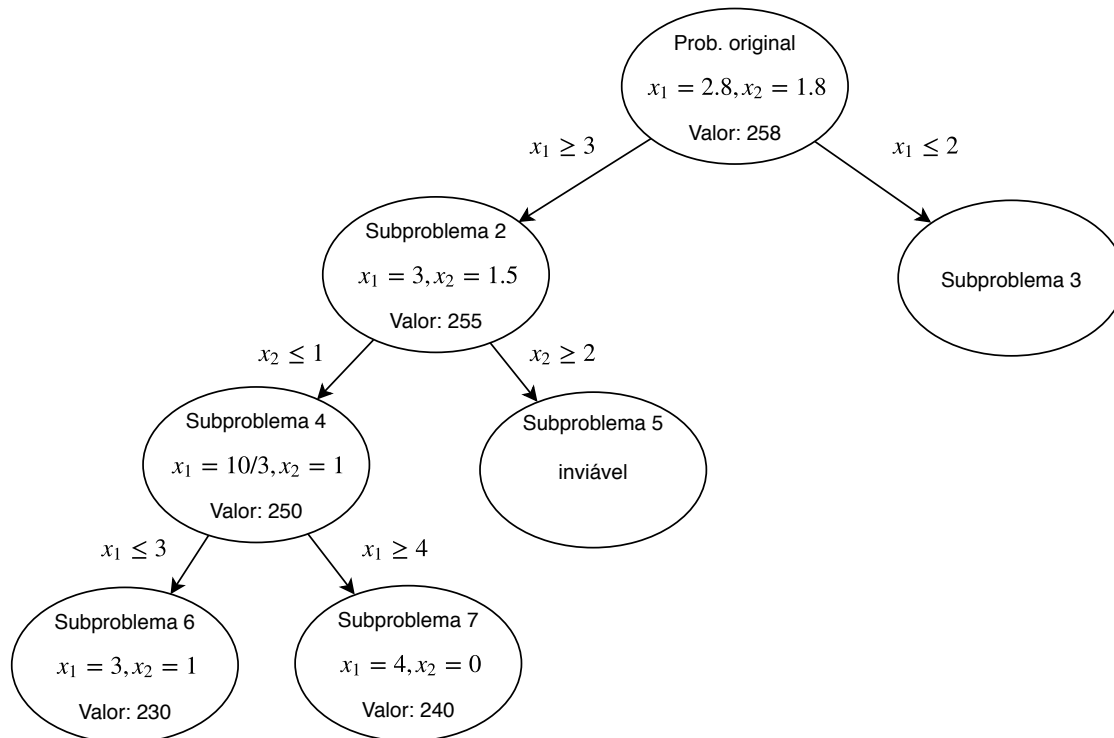 Prob. original
x₁ = 2.8, x₂ = 1.8
Valor: 258
x₁ ≥ 3
x₁ ≤ 2
Subproblema 2
x₁ = 3, x₂ = 1.5
Valor: 255
Subproblema 3
x₂ ≤ 1
x₂ ≥ 2
Subproblema 4
x₁ = 10/3, x₂ = 1
Valor: 250
Subproblema 5
inviável
x₁ ≤ 3
x₁ ≥ 4
Subproblema 6
x₁ = 3, x₂ = 1
Valor: 230
Subproblema 7
x₁ = 4, x₂ = 0
Valor: 240